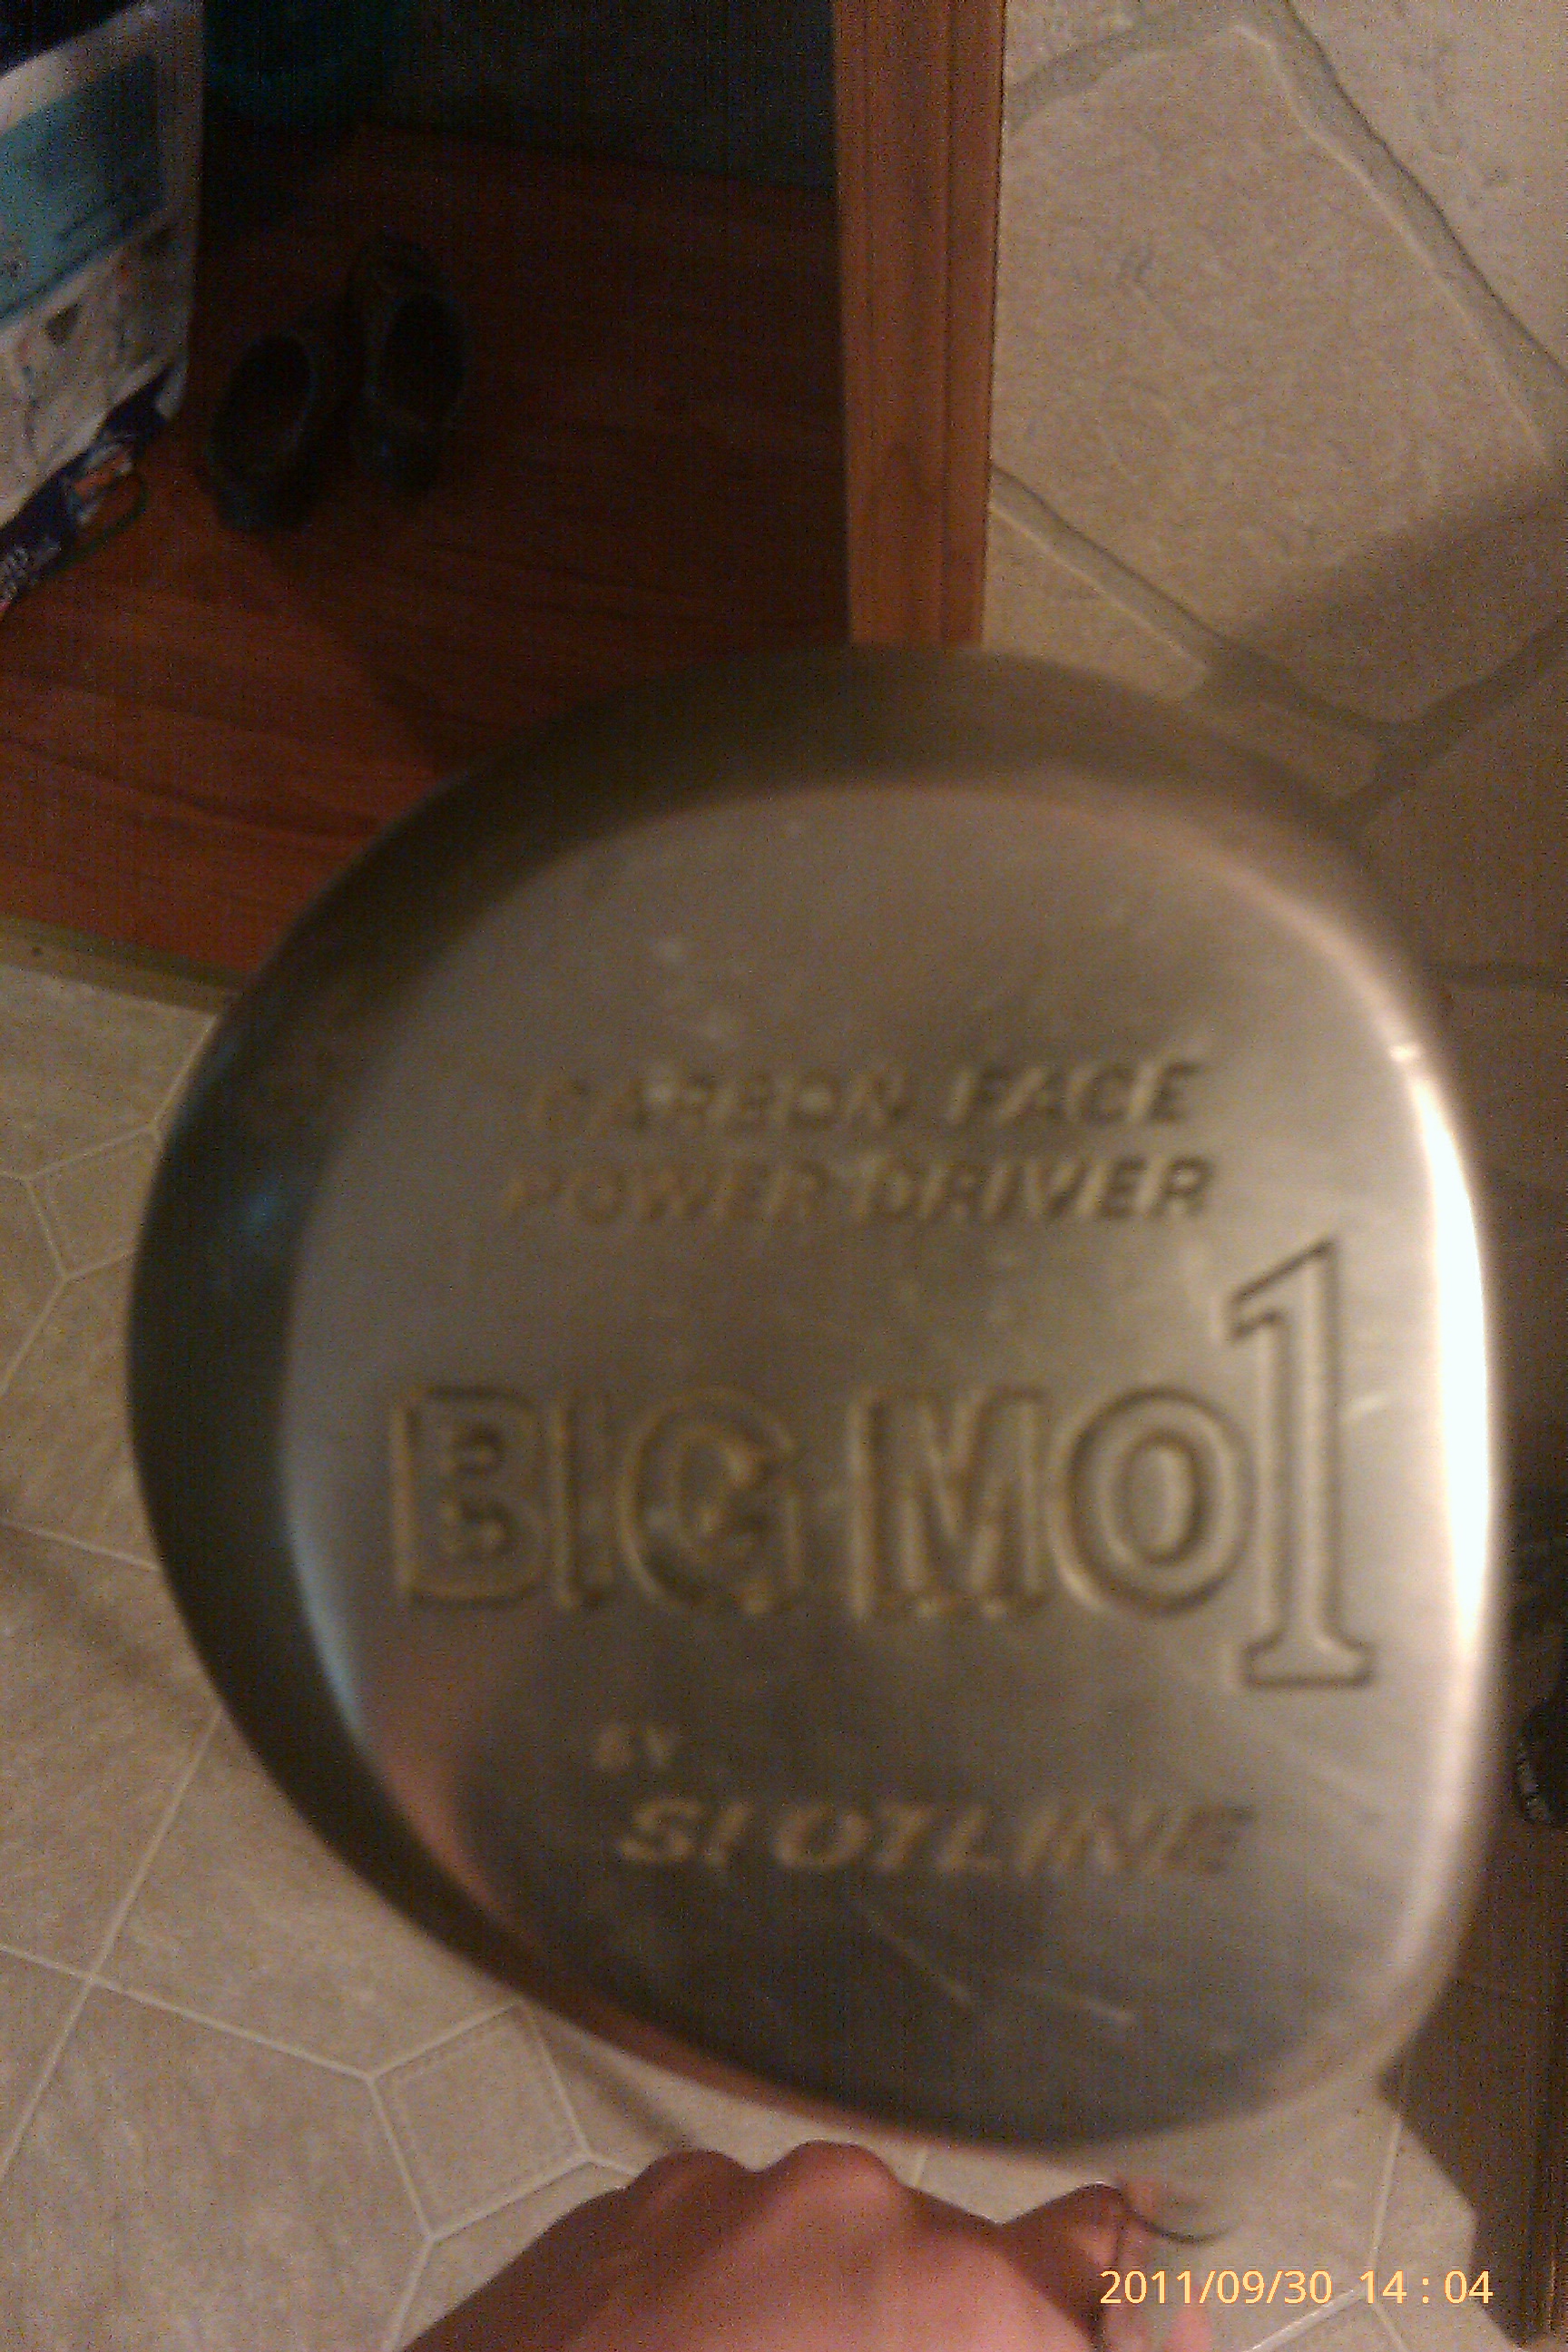 CARBON FACE
POWER DRIVER
BIG MO 1
BY
SLOTLINE
2011/09/30 14:04